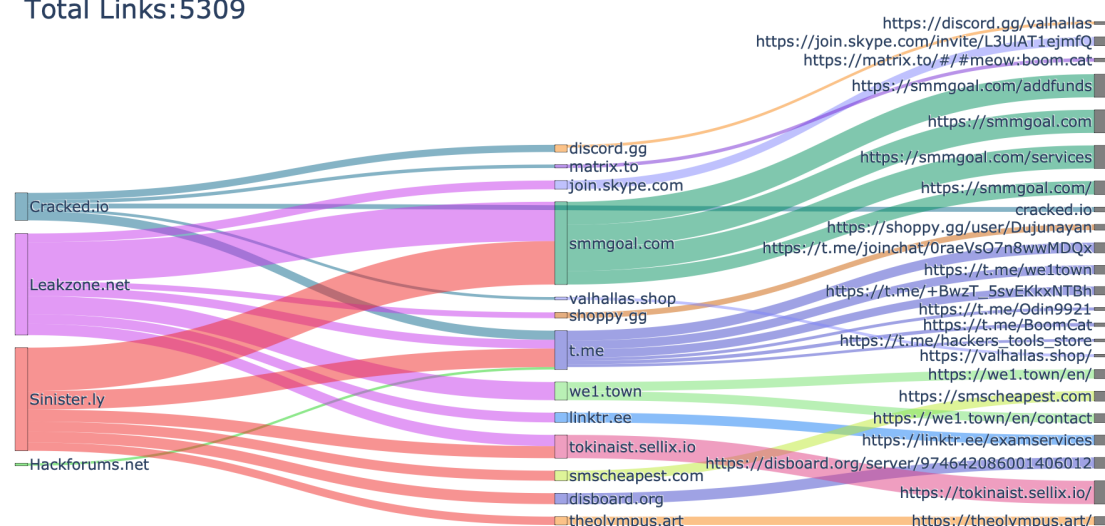 Total Links:5309
Cracked.io
Leakzone.net
Sinister.ly
Hackforums.net
discord.gg
matrix.to
join.skype.com
smmgoal.com
valhallas.shop
shoppy.gg
t.me
we1.town
linktr.ee
tokinaist.sellix.io
smscheapest.com
disboard.org
theolympus.art
https://discord.gg/valhallas
https://join.skype.com/invite/L3UlAT1ejmfQ
https://matrix.to/#/#meow:boom.cat
https://smmgoal.com/addfunds
https://smmgoal.com
https://smmgoal.com/services
https://smmgoal.com/
cracked.io
https://shoppy.gg/user/Dujunayan
https://t.me/joinchat/0raeVsO7n8wwMDQx
https://t.me/we1town
https://t.me/+BwzT_5svEKkxNTBh
https://t.me/Odin9921
https://t.me/BoomCat
https://t.me/hackers_tools_store
https://valhallas.shop/
https://we1.town/en/
https://smscheapest.com
https://we1.town/en/contact
https://linktr.ee/examservices
https://disboard.org/server/974642086001406012
https://tokinaist.sellix.io/
https://theolympus.art/